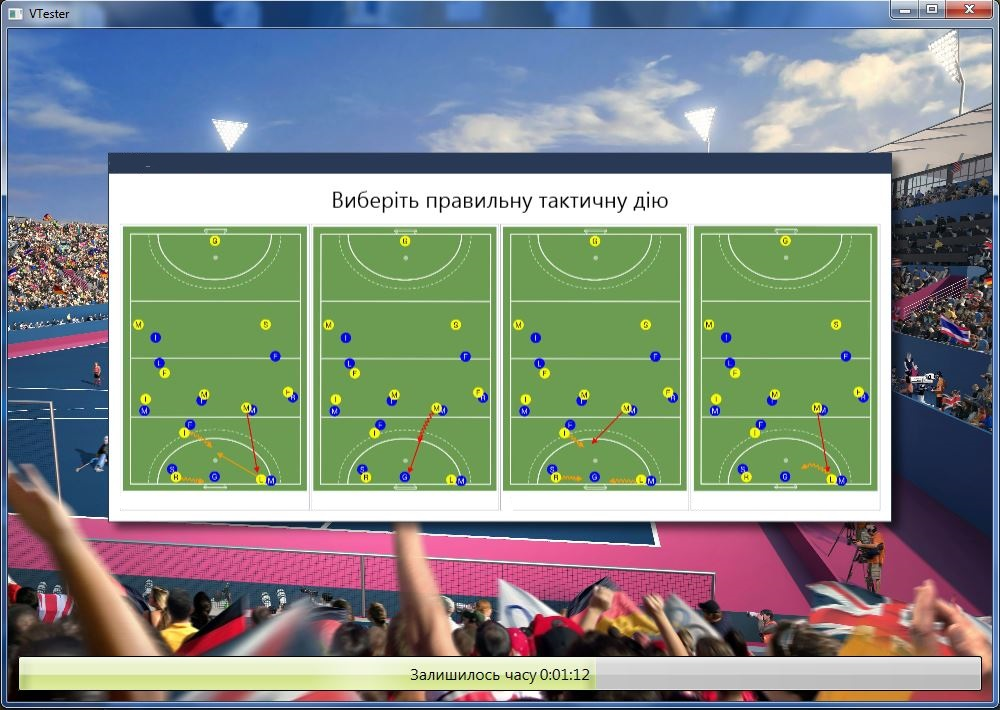 VTester
Виберіть правильну тактичну дію
Залишилось часу 0:01:12